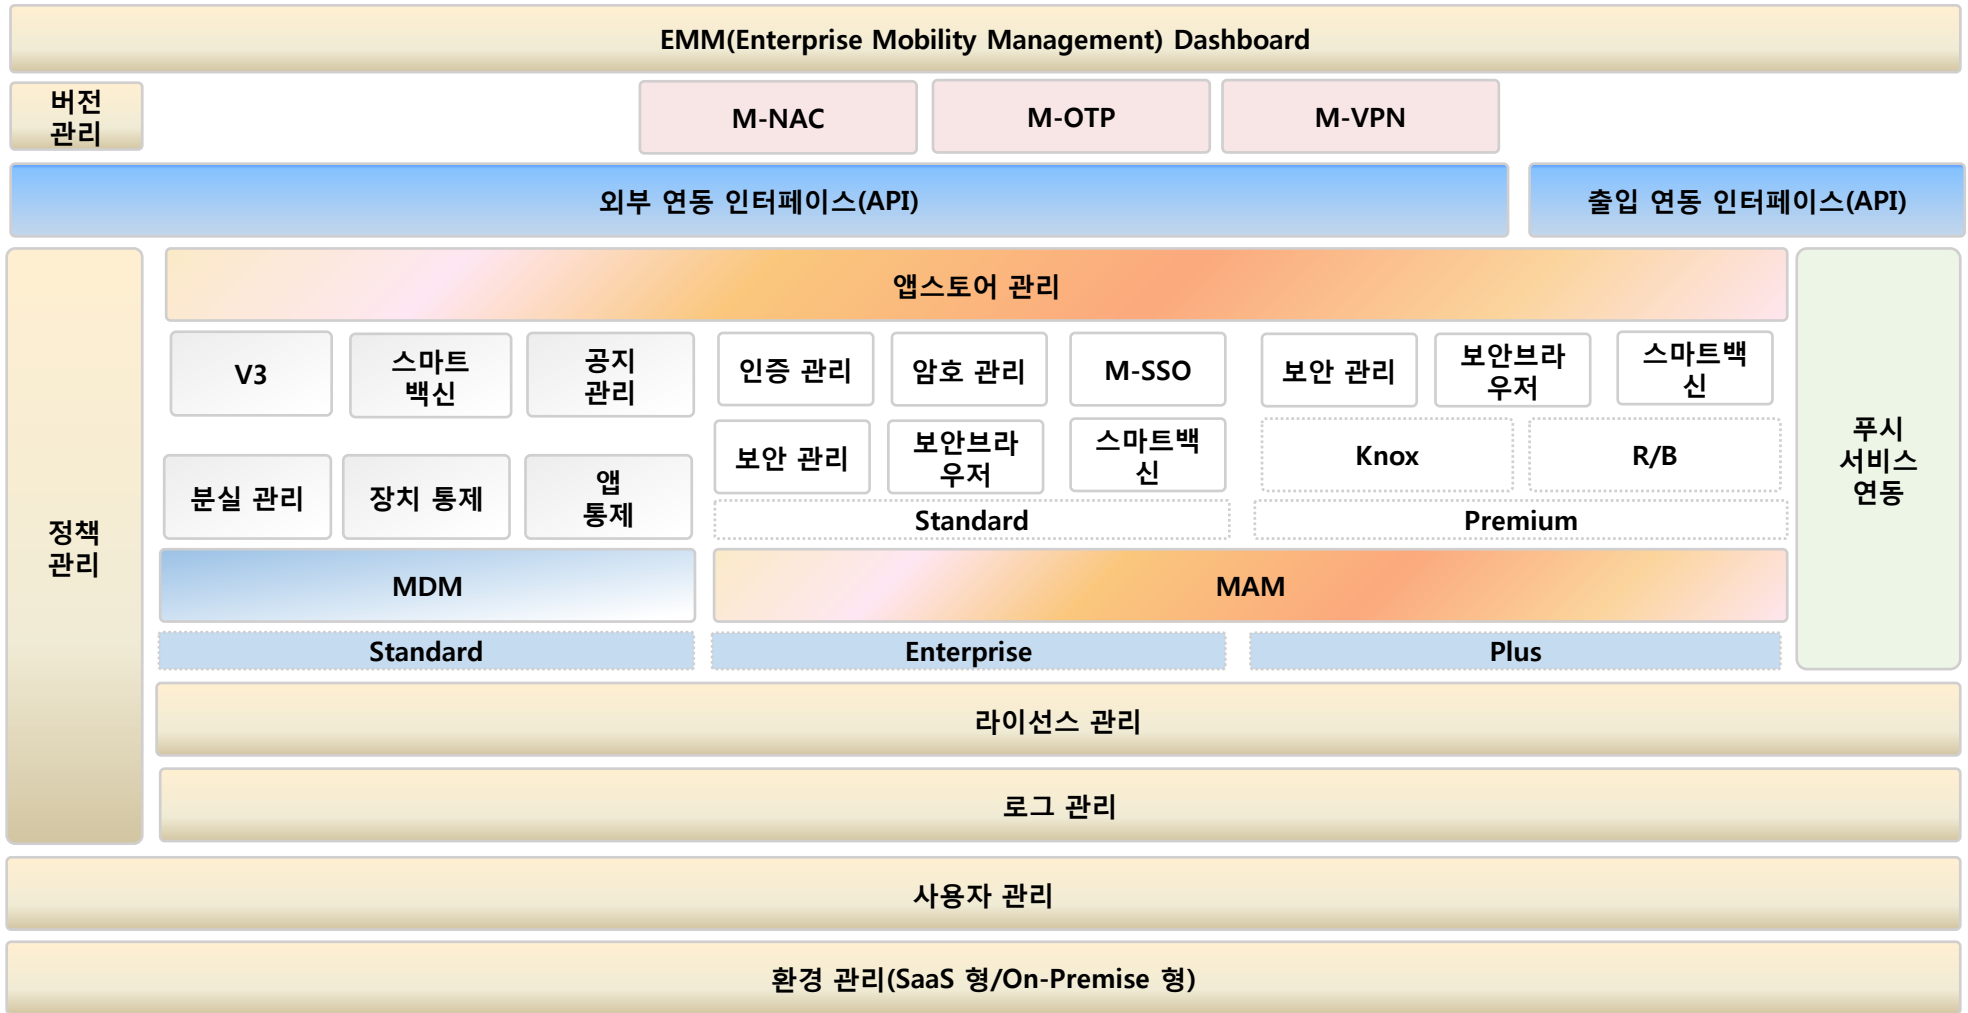 EMM(Enterprise Mobility Management) Dashboard
버전
관리
M-NAC
M-OTP
M-VPN
외부 연동 인터페이스(API)
출입 연동 인터페이스(API)
정책
관리
앱스토어 관리
V3
스마트
백신
공지
관리
인증 관리
암호 관리
M-SSO
보안 관리
보안브라
우저
스마트백
신
분실 관리
장치 통제
앱
통제
보안 관리
보안브라
우저
스마트백
신
Knox
R/B
Standard
Premium
MDM
MAM
Standard
Enterprise
Plus
푸시
서비스
연동
라이선스 관리
로그 관리
사용자 관리
환경 관리(SaaS 형/On-Premise 형)